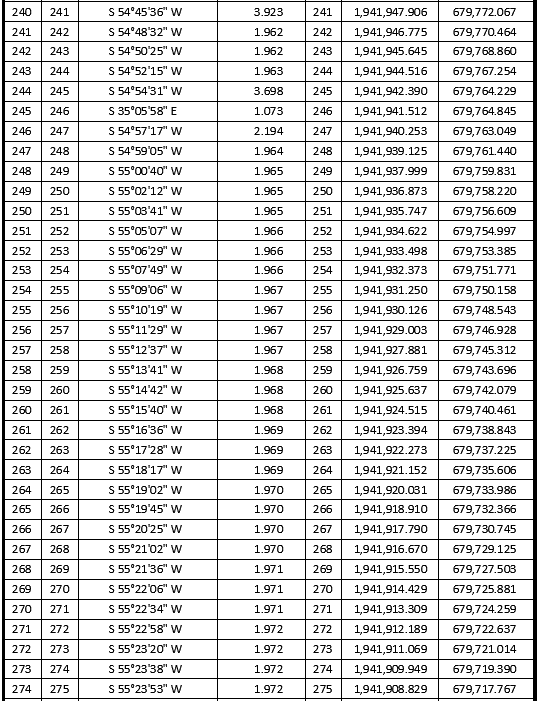 240 241 S 54°45'36" W 3.923 241 1,941,947.906 679,772.067
241 242 S 54°48'32" W 1.962 242 1,941,946.775 679,770.464
242 243 S 54°50'25" W 1.962 243 1,941,945.645 679,768.860
243 244 S 54°52'15" W 1.963 244 1,941,944.516 679,767.254
244 245 S 54°54'31" W 3.698 245 1,941,942.390 679,764.229
245 246 S 35°05'58" E 1.073 246 1,941,941.512 679,764.845
246 247 S 54°57'17" W 2.194 247 1,941,940.253 679,763.049
247 248 S 54°59'05" W 1.964 248 1,941,939.125 679,761.440
248 249 S 55°00'40" W 1.965 249 1,941,937.999 679,759.831
249 250 S 55°02'12" W 1.965 250 1,941,936.873 679,758.220
250 251 S 55°03'41" W 1.965 251 1,941,935.747 679,756.609
251 252 S 55°05'07" W 1.966 252 1,941,934.622 679,754.997
252 253 S 55°06'29" W 1.966 253 1,941,933.498 679,753.385
253 254 S 55°07'49" W 1.966 254 1,941,932.373 679,751.771
254 255 S 55°09'06" W 1.967 255 1,941,931.250 679,750.158
255 256 S 55°10'19" W 1.967 256 1,941,930.126 679,748.543
256 257 S 55°11'29" W 1.967 257 1,941,929.003 679,746.928
257 258 S 55°12'37" W 1.967 258 1,941,927.881 679,745.312
258 259 S 55°13'41" W 1.968 259 1,941,926.759 679,743.696
259 260 S 55°14'42" W 1.968 260 1,941,925.637 679,742.079
260 261 S 55°15'40" W 1.968 261 1,941,924.515 679,740.461
261 262 S 55°16'36" W 1.969 262 1,941,923.394 679,738.843
262 263 S 55°17'28" W 1.969 263 1,941,922.273 679,737.225
263 264 S 55°18'17" W 1.969 264 1,941,921.152 679,735.606
264 265 S 55°19'02" W 1.970 265 1,941,920.031 679,733.986
265 266 S 55°19'45" W 1.970 266 1,941,918.910 679,732.366
266 267 S 55°20'25" W 1.970 267 1,941,917.790 679,730.745
267 268 S 55°21'02" W 1.970 268 1,941,916.670 679,729.125
268 269 S 55°21'36" W 1.971 269 1,941,915.550 679,727.503
269 270 S 55°22'06" W 1.971 270 1,941,914.429 679,725.881
270 271 S 55°22'34" W 1.971 271 1,941,913.309 679,724.259
271 272 S 55°22'58" W 1.972 272 1,941,912.189 679,722.637
272 273 S 55°23'20" W 1.972 273 1,941,911.069 679,721.014
273 274 S 55°23'38" W 1.972 274 1,941,909.949 679,719.390
274 275 S 55°23'53" W 1.972 275 1,941,908.829 679,717.767